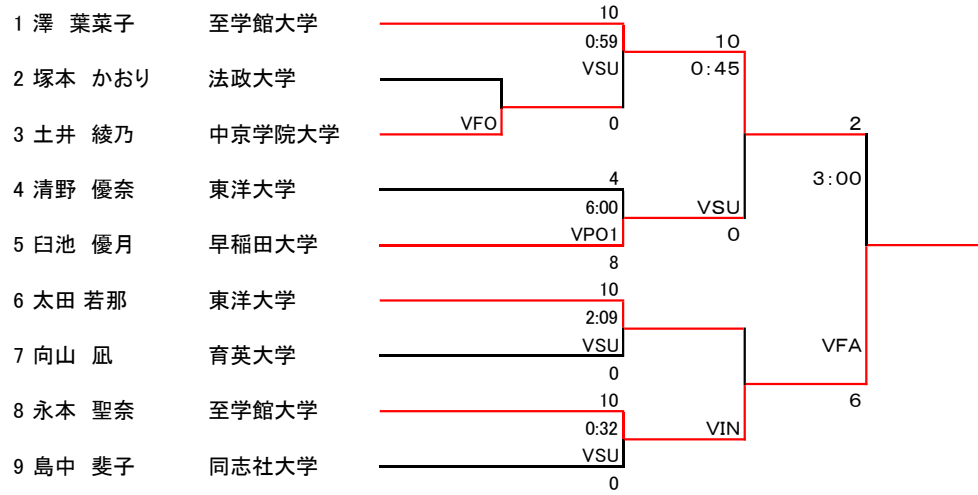 10
1 澤　葉菜子 至学館大学
0:59 10
VSU 0:45
2 塚本　かおり 法政大学
VFO 0 2
3 土井 綾乃 中京学院大学
4 3:00
4 清野　優奈 東洋大学
6:00 VSU
VPO1 0
5 臼池　優月 早稲田大学
8
10
6 太田 若那 東洋大学
2:09
VSU VFA
7 向山　凪 育英大学
0
10 6
8 永本　聖奈 至学館大学
0:32 VIN
VSU
9 島中　斐子 同志社大学
0